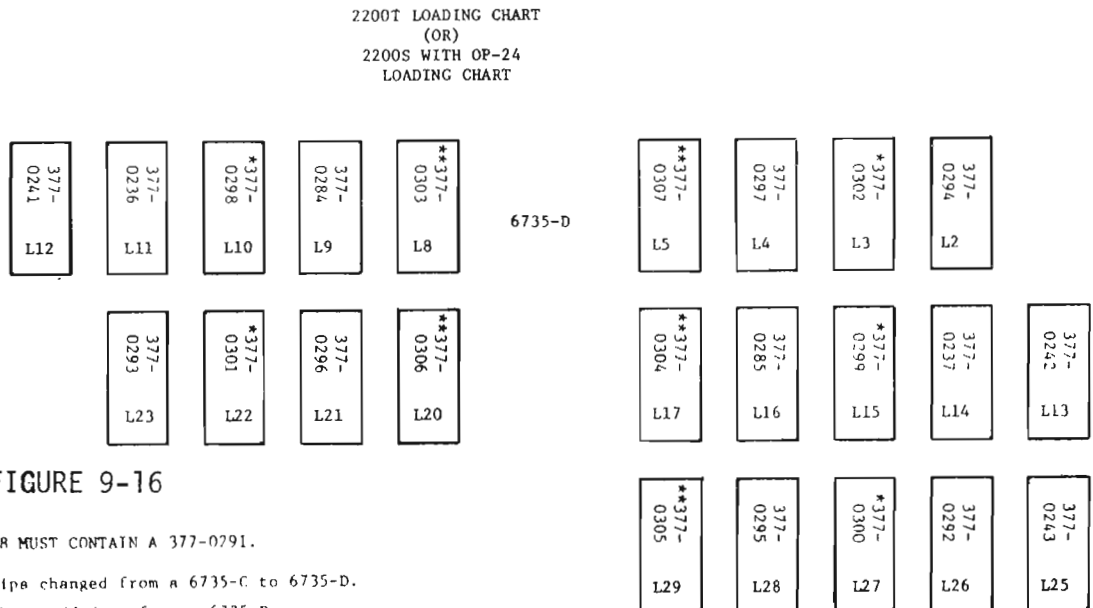 2200T LOADING CHART
(OR)
2200S WITH OP-24
LOADING CHART
377-
0241
L12
377-
0236
L11
*377-
0298
L10
377-
0284
L9
**377-
0303
L8
6735-D
**377-
0307
L5
377-
0297
L4
*377-
0302
L3
377-
0294
L2
377-
0293
L23
*377-
0301
L22
377-
0296
L21
**377-
0306
L20
**377-
0304
L17
377-
0285
L16
*377-
0299
L15
377-
0237
L14
377-
0242
L13
FIGURE 9-16
8 MUST CONTAIN A 377-0291.
changed from a 6735-C to 6735-D.
**377-
0305
L29
377-
0295
L28
*377-
0300
L27
377-
0292
L26
377-
0243
L25